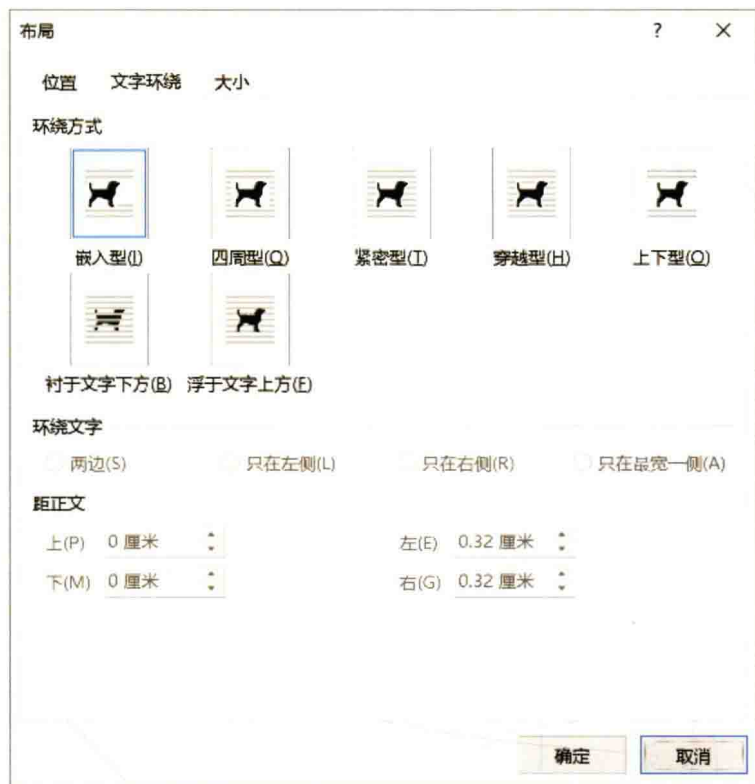 布局 ? ×
位置 文字环绕 大小
环绕方式
嵌入型(I) 四周型(Q) 紧密型(T) 穿越型(H) 上下型(O)
衬于文字下方(B) 浮于文字上方(F)
环绕文字
两边(S) 只在左侧(L) 只在右侧(R) 只在最宽一侧(A)
距正文
上(P) 0 厘米 左(E) 0.32 厘米
下(M) 0 厘米 右(G) 0.32 厘米
确定 取消